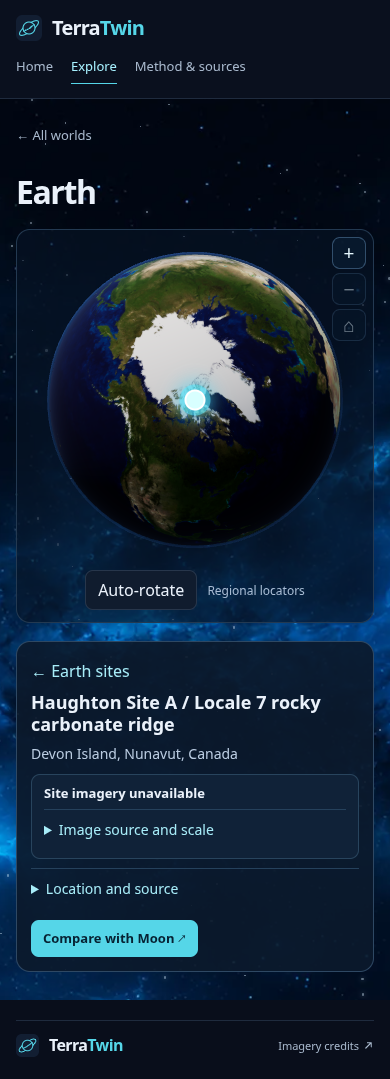 TerraTwin
Home Explore Method & sources
← All worlds
Earth
+
−
⌂
Auto-rotate Regional locators
← Earth sites
Haughton Site A / Locale 7 rocky
carbonate ridge
Devon Island, Nunavut, Canada
Site imagery unavailable
▶ Image source and scale
▶ Location and source
Compare with Moon ↗
TerraTwin Imagery credits ↗